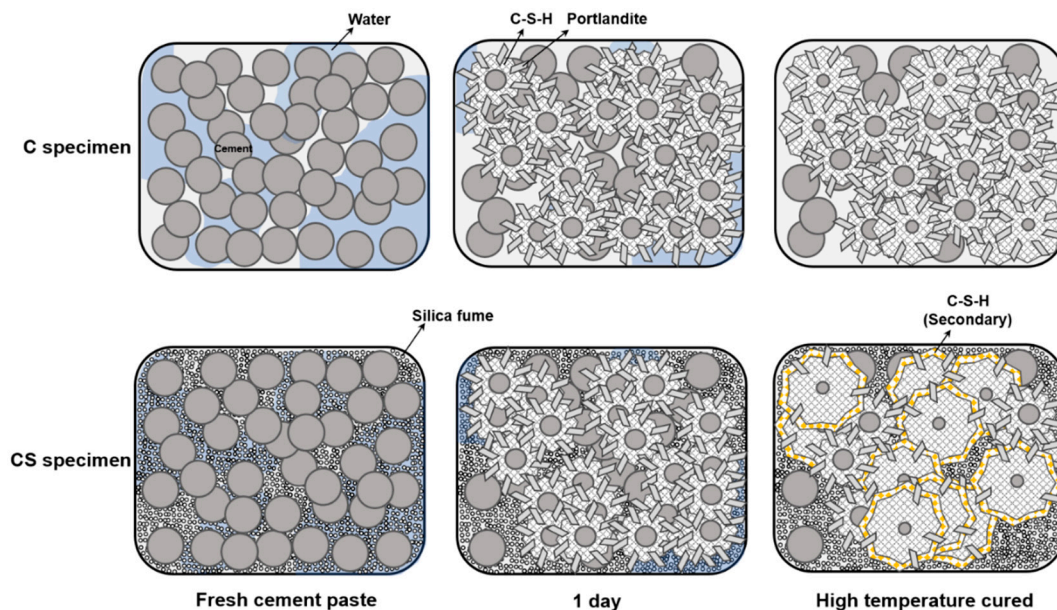 Water
C-S-H
Portlandite
C specimen
Cement
Silica fume
C-S-H
(Secondary)
CS specimen
Fresh cement paste
1 day
High temperature cured